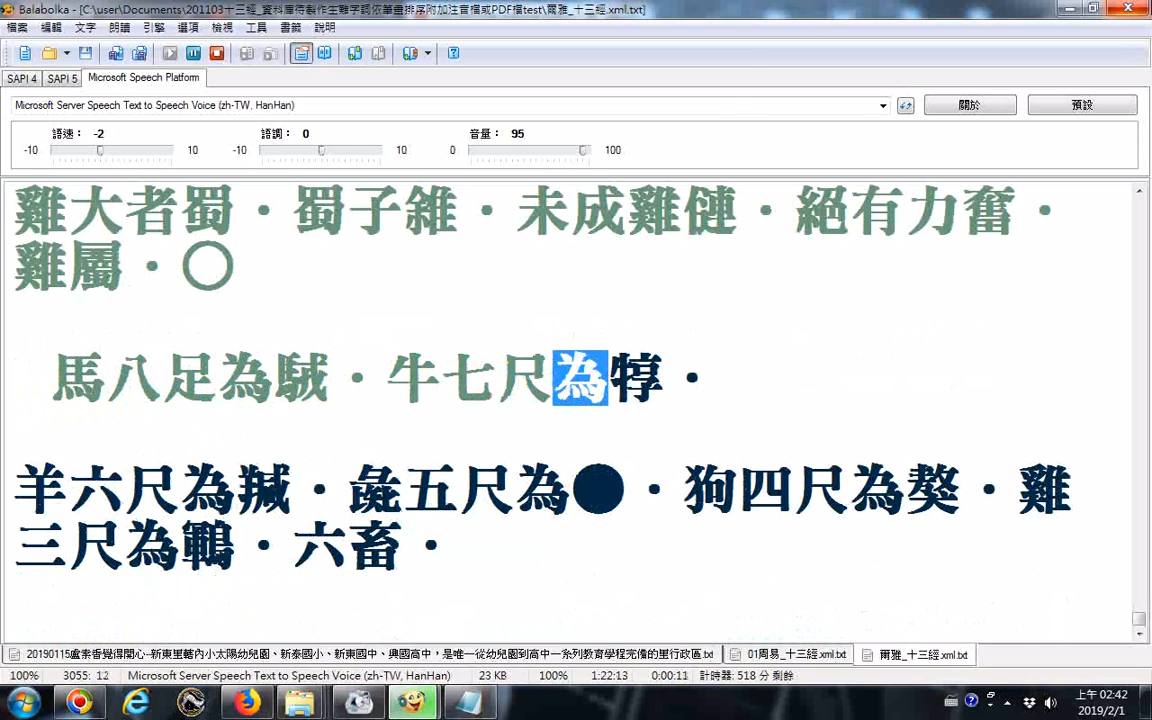 Balabolka - [C:\user\Documents\201103十三經_資料庫待製作生難字詞依筆畫排序附加注音檔或PDF檔test\爾雅_十三經.xml.txt]
檔案 編輯 文字 朗讀 引擎 選項 檢視 工具 書籤 說明
SAPI 4 SAPI 5 Microsoft Speech Platform
Microsoft Server Speech Text to Speech Voice (zh-TW, HanHan) 關於 預設
語速： -2 語調： 0 音量： 95
-10 10 -10 10 0 100
雞大者蜀．蜀子雓．未成雞僆．絕有力奮．
雞屬．○
馬八足為駥．牛七尺為犉．
羊六尺為羬．彘五尺為●．狗四尺為獒．雞
三尺為鶤．六畜．
20190115盧素香覺得開心--新東里轄內小太陽幼兒園、新泰國小、新東國中、興國高中，是唯一從幼兒園到高中一系列教育學程完備的里行政區.txt 01周易_十三經.xml.txt 爾雅_十三經.xml.txt
100% 3055: 12 Microsoft Server Speech Text to Speech Voice (zh-TW, HanHan) 23 KB 100% 1:22:13 0:00:11 計時器: 518 分 剩餘
上午 02:42
2019/2/1